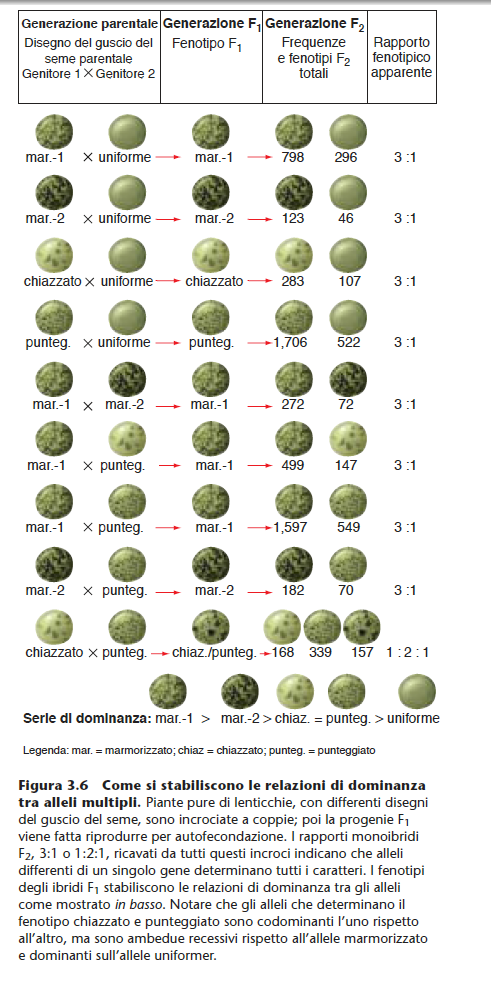 Generazione parentale Generazione F1 Generazione F2
Disegno del guscio del seme parentale Genitore 1 × Genitore 2
Fenotipo F1
Frequenze e fenotipi F2 totali
Rapporto fenotipico apparente
mar.-1 × uniforme → mar.-1 → 798 296 3 :1
mar.-2 × uniforme → mar.-2 → 123 46 3 :1
chiazzato × uniforme → chiazzato → 283 107 3 :1
punteg. × uniforme → punteg. → 1,706 522 3 :1
mar.-1 × mar.-2 → mar.-1 → 272 72 3 :1
mar.-1 × punteg. → mar.-1 → 499 147 3 :1
mar.-1 × punteg. → mar.-1 → 1,597 549 3 :1
mar.-2 × punteg. → mar.-2 → 182 70 3 :1
chiazzato × punteg. → chiaz./punteg. → 168 339 157 1 : 2 : 1
Serie di dominanza: mar.-1 > mar.-2 > chiaz. = punteg. > uniforme
Legenda: mar. = marmorizzato; chiaz = chiazzato; punteg. = punteggiato
Figura 3.6 Come si stabiliscono le relazioni di dominanza
tra alleli multipli. Piante pure di lenticchie, con differenti disegni
del guscio del seme, sono incrociate a coppie; poi la progenie F1
viene fatta riprodurre per autofecondazione. I rapporti monoibridi
F2, 3:1 o 1:2:1, ricavati da tutti questi incroci indicano che alleli
differenti di un singolo gene determinano tutti i caratteri. I fenotipi
degli ibridi F1 stabiliscono le relazioni di dominanza tra gli alleli
come mostrato in basso. Notare che gli alleli che determinano il
fenotipo chiazzato e punteggiato sono codominanti l'uno rispetto
all'altro, ma sono ambedue recessivi rispetto all'allele marmorizzato
e dominanti sull'allele uniformer.